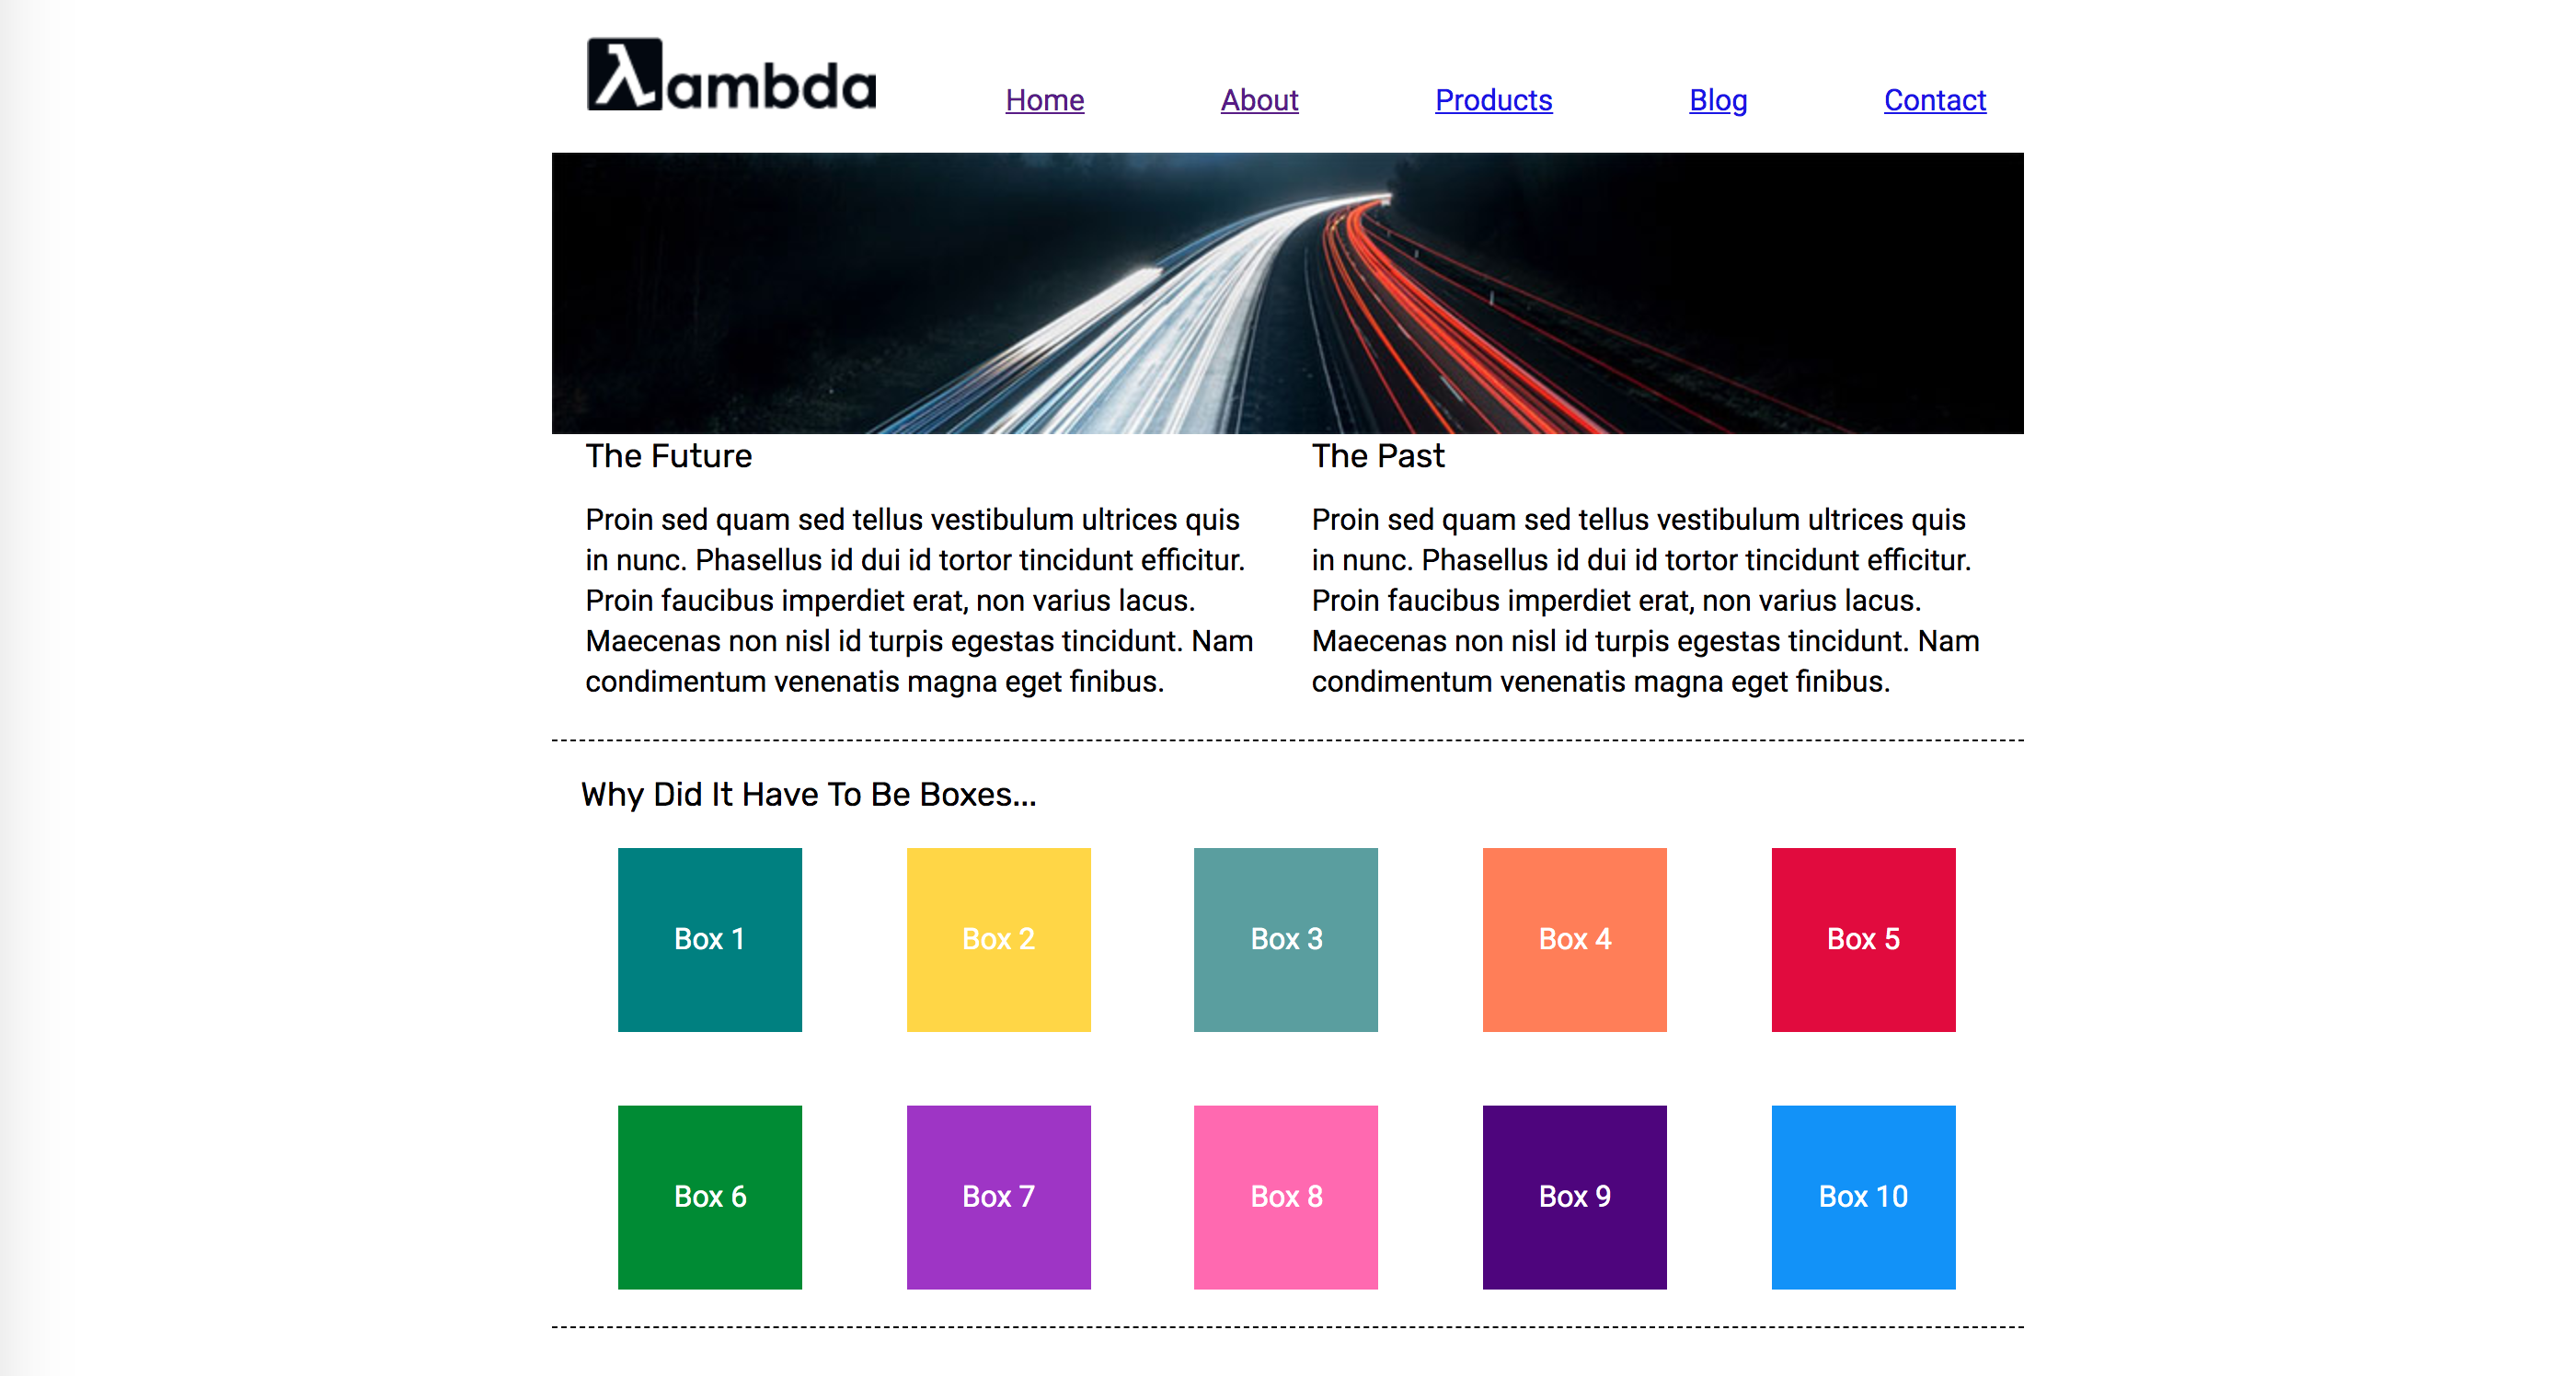 λambda
Home About Products Blog Contact
The Future
Proin sed quam sed tellus vestibulum ultrices quis
in nunc. Phasellus id dui id tortor tincidunt efficitur.
Proin faucibus imperdiet erat, non varius lacus.
Maecenas non nisl id turpis egestas tincidunt. Nam
condimentum venenatis magna eget finibus.
The Past
Proin sed quam sed tellus vestibulum ultrices quis
in nunc. Phasellus id dui id tortor tincidunt efficitur.
Proin faucibus imperdiet erat, non varius lacus.
Maecenas non nisl id turpis egestas tincidunt. Nam
condimentum venenatis magna eget finibus.
Why Did It Have To Be Boxes...
Box 1 Box 2 Box 3 Box 4 Box 5
Box 6 Box 7 Box 8 Box 9 Box 10